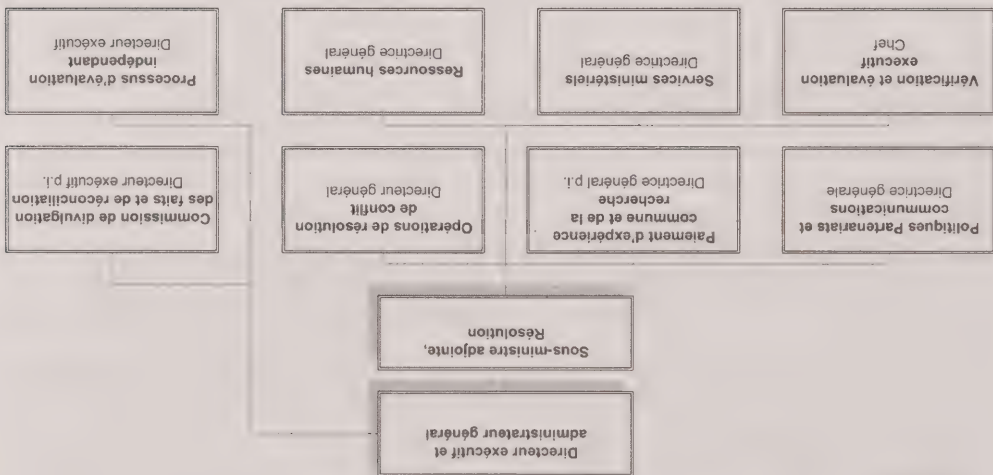 Directeur exécutif et
administrateur général
Sous-ministre adjointe,
Résolution
Politiques Partenariats et
communications
Directrice générale
Paiement d'expérience
commune et de la
recherche
Directrice général p.i.
Opérations de résolution
de conflit
Directeur général
Commission de divulgation
des faits et de réconciliation
Directeur exécutif p.i.
Vérification et évaluation
executif
Chef
Services ministériels
Directrice général
Ressources humaines
Directrice général
Processus d'évaluation
indépendant
Directeur exécutif